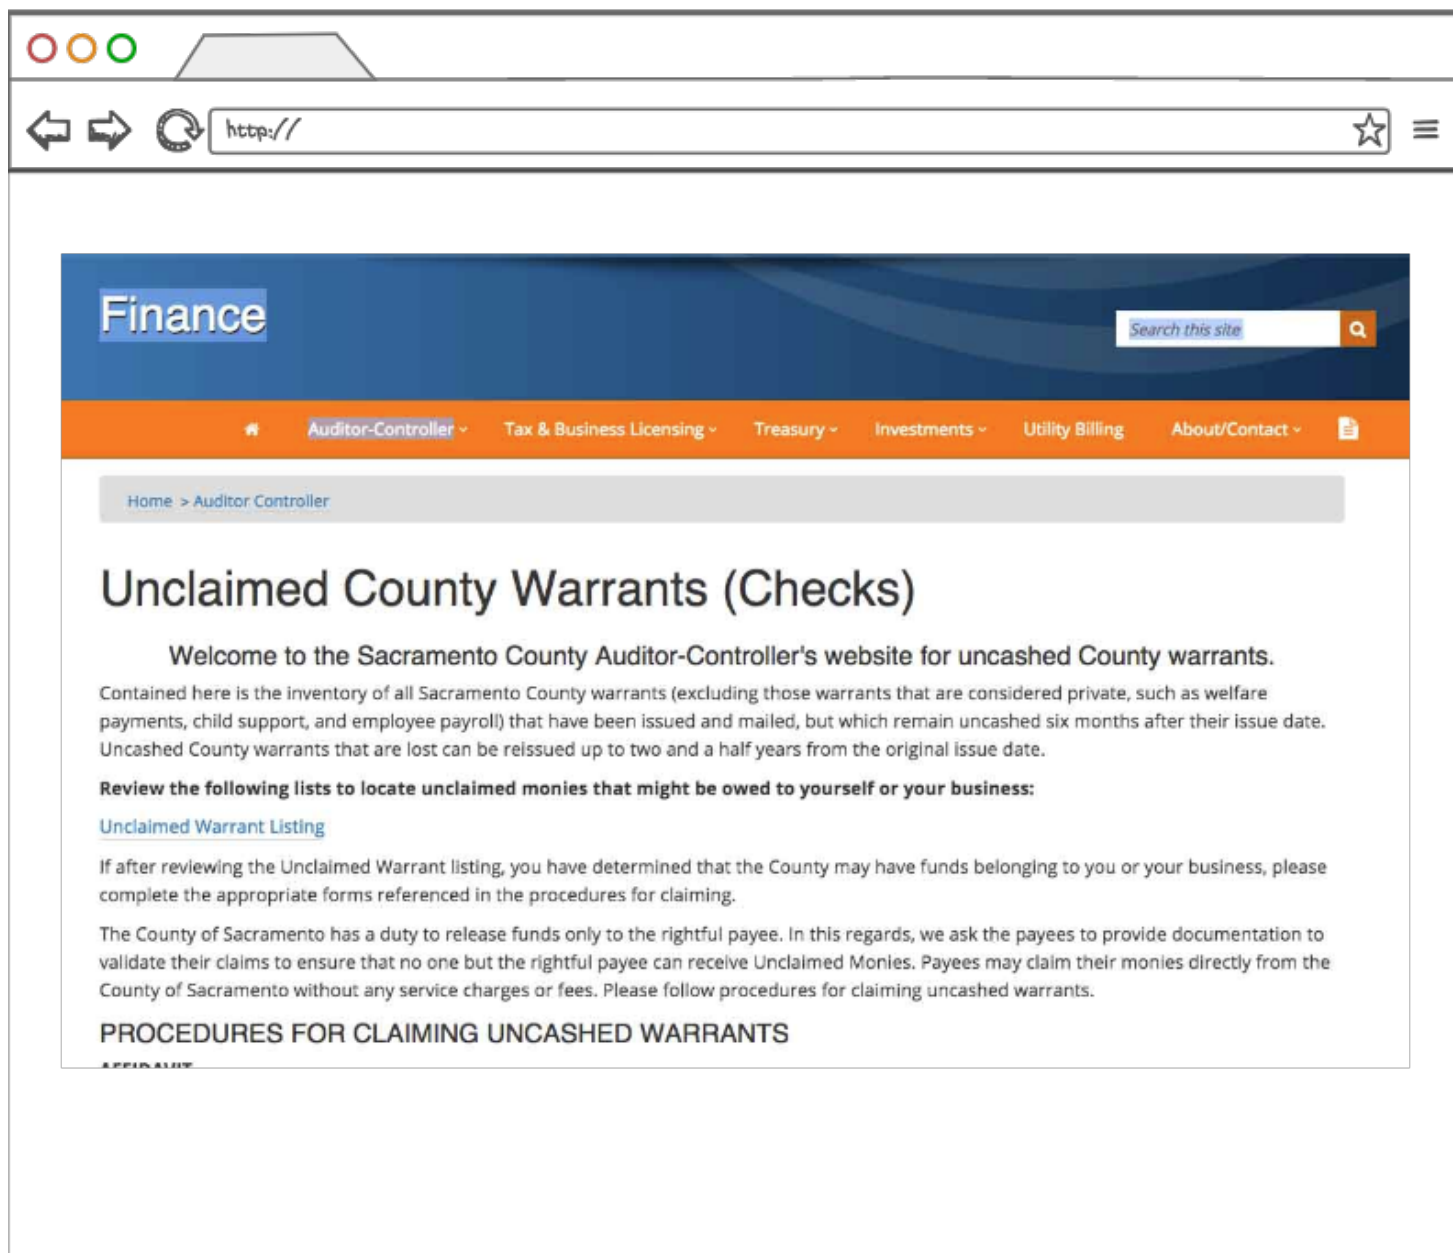 http://
Finance
Search this site
Auditor-Controller Tax & Business Licensing Treasury Investments Utility Billing About/Contact
Home > Auditor Controller
Unclaimed County Warrants (Checks)
Welcome to the Sacramento County Auditor-Controller's website for uncashed County warrants.
Contained here is the inventory of all Sacramento County warrants (excluding those warrants that are considered private, such as welfare
payments, child support, and employee payroll) that have been issued and mailed, but which remain uncashed six months after their issue date.
Uncashed County warrants that are lost can be reissued up to two and a half years from the original issue date.
Review the following lists to locate unclaimed monies that might be owed to yourself or your business:
Unclaimed Warrant Listing
If after reviewing the Unclaimed Warrant listing, you have determined that the County may have funds belonging to you or your business, please
complete the appropriate forms referenced in the procedures for claiming.
The County of Sacramento has a duty to release funds only to the rightful payee. In this regards, we ask the payees to provide documentation to
validate their claims to ensure that no one but the rightful payee can receive Unclaimed Monies. Payees may claim their monies directly from the
County of Sacramento without any service charges or fees. Please follow procedures for claiming uncashed warrants.
PROCEDURES FOR CLAIMING UNCASHED WARRANTS
AFFIDAVIT